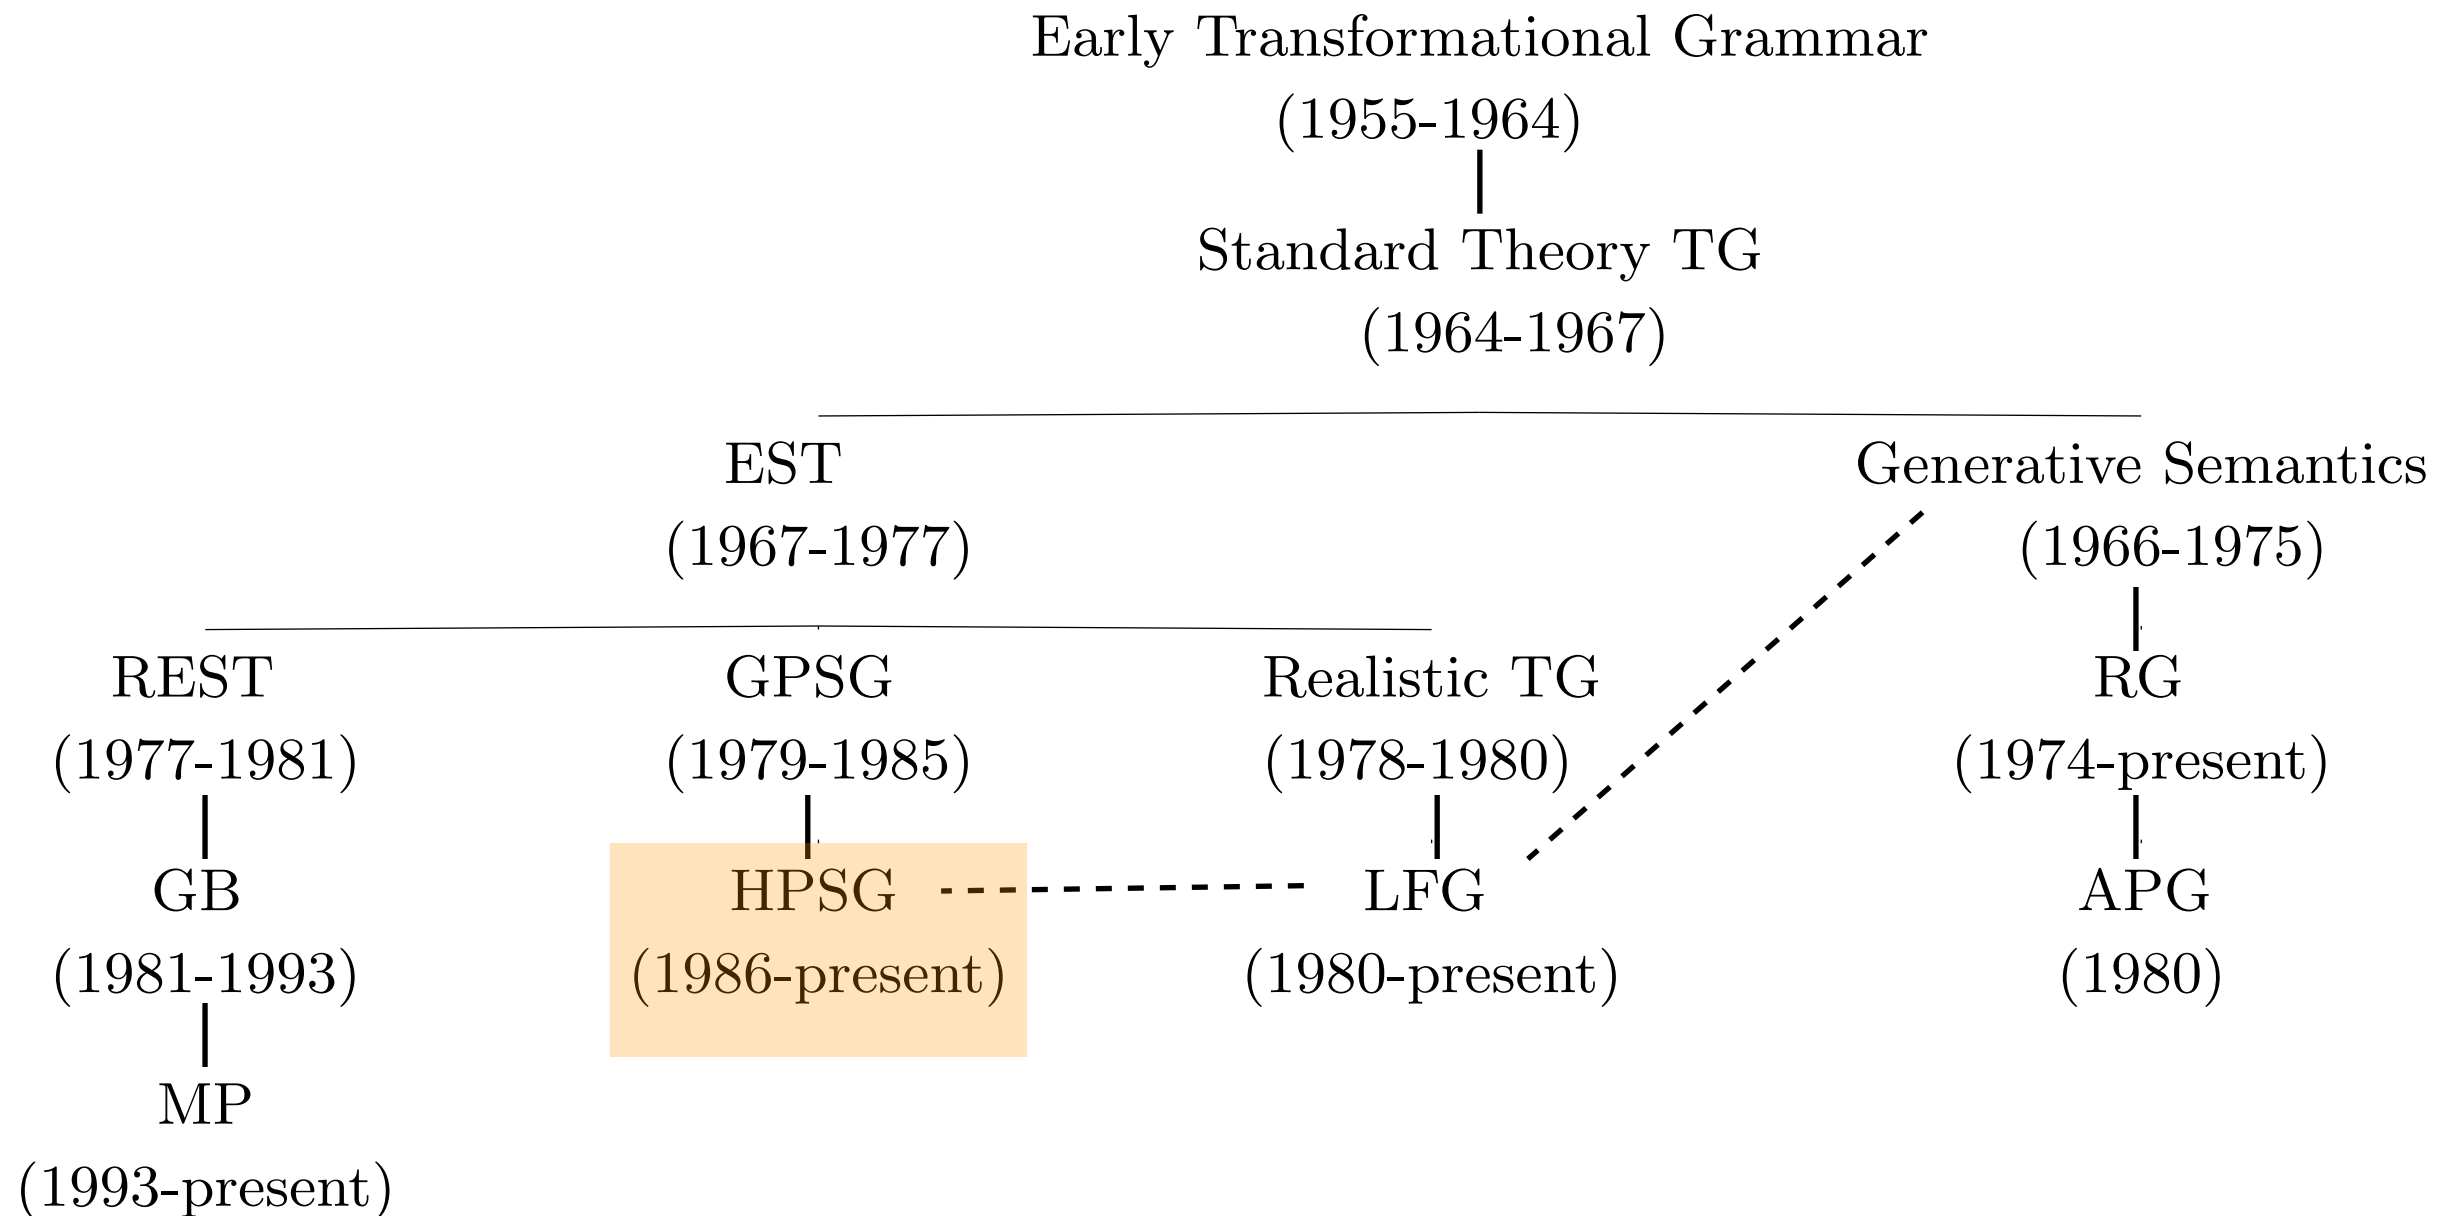 Early Transformational Grammar
(1955-1964)
Standard Theory TG
(1964-1967)
EST
(1967-1977)
Generative Semantics
(1966-1975)
REST
(1977-1981)
GPSG
(1979-1985)
Realistic TG
(1978-1980)
RG
(1974-present)
GB
(1981-1993)
HPSG
(1986-present)
LFG
(1980-present)
APG
(1980)
MP
(1993-present)